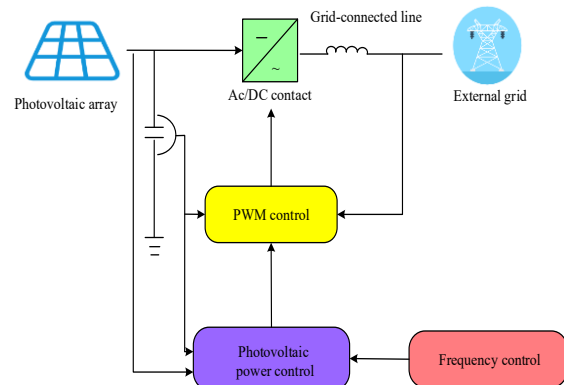 Grid-connected line
Photovoltaic array
Ac/DC contact
External grid
PWM control
Photovoltaic
power control
Frequency control